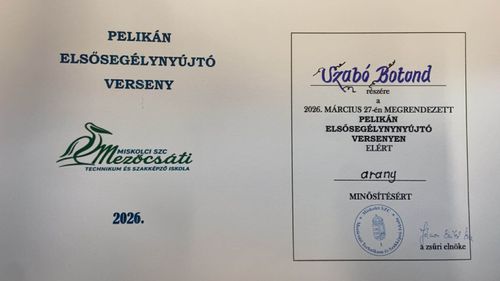 PELIKÁN
ELSŐSEGÉLYNYÚJTÓ
VERSENY
MISKOLCI SZC
Mezőcsáti
TECHNIKUM ÉS SZAKKÉPZŐ ISKOLA
2026.
Szabó Botond
részére
a
2026. MÁRCIUS 27-én MEGRENDEZETT
PELIKÁN
ELSŐSEGÉLYNYNYÚJTÓ
VERSENYEN
ELÉRT
arany
MINŐSÍTÉSÉRT
a zsűri elnöke